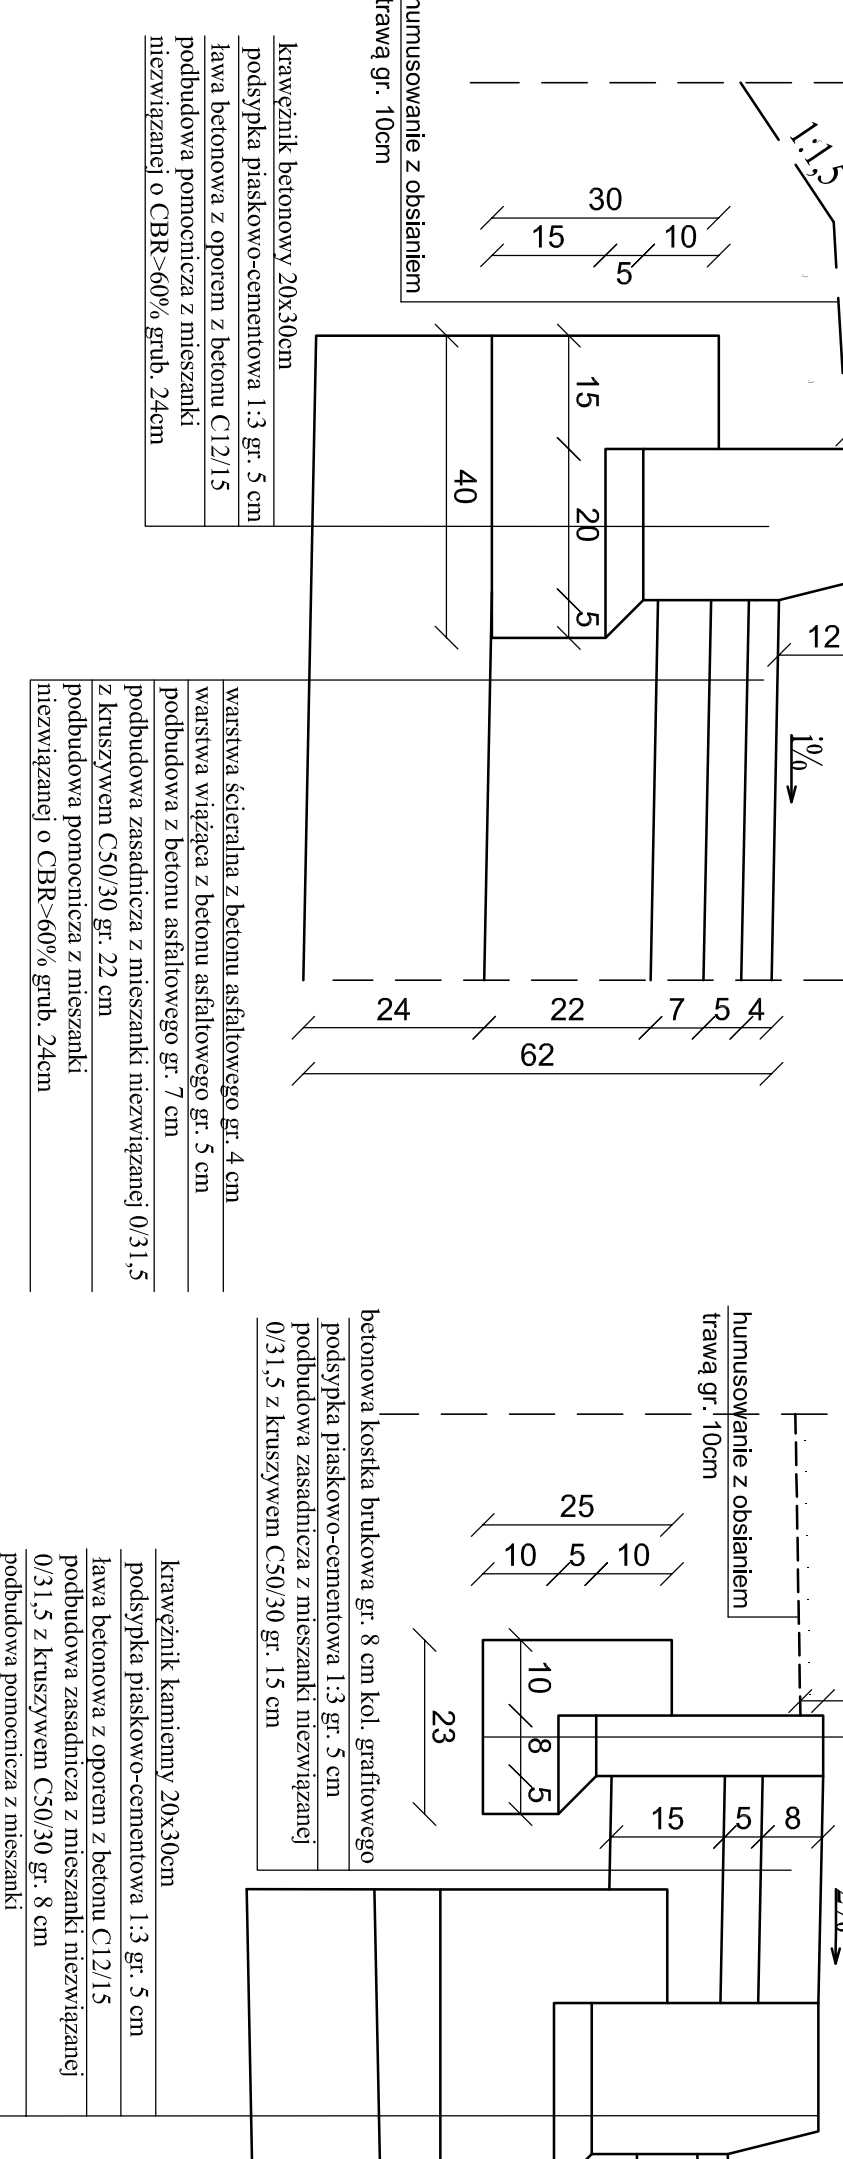 humusowanie z obsianiem
trawą gr. 10cm
1:1,5
30
15
10
5
krawężnik betonowy 20x30cm
podsypka piaskowo-cementowa 1:3 gr. 5 cm
ława betonowa z oporem z betonu C12/15
podbudowa pomocnicza z mieszanki
niezwiązanej o CBR>60% grub. 24cm
15
20
5
40
12
i%
warstwa ścieralna z betonu asfaltowego gr. 4 cm
warstwa wiążąca z betonu asfaltowego gr. 5 cm
podbudowa z betonu asfaltowego gr. 7 cm
podbudowa zasadnicza z mieszanki niezwiązanej 0/31,5
z kruszywem C50/30 gr. 22 cm
podbudowa pomocnicza z mieszanki
niezwiązanej o CBR>60% grub. 24cm
24
22
7
5
4
62
humusowanie z obsianiem
trawą gr. 10cm
25
10
5
10
betonowa kostka brukowa gr. 8 cm kol. grafitowego
podsypka piaskowo-cementowa 1:3 gr. 5 cm
podbudowa zasadnicza z mieszanki niezwiązanej
0/31,5 z kruszywem C50/30 gr. 15 cm
10
8
5
23
15
5
8
krawężnik kamienny 20x30cm
podsypka piaskowo-cementowa 1:3 gr. 5 cm
ława betonowa z oporem z betonu C12/15
podbudowa zasadnicza z mieszanki niezwiązanej
0/31,5 z kruszywem C50/30 gr. 8 cm
podbudowa pomocnicza z mieszanki